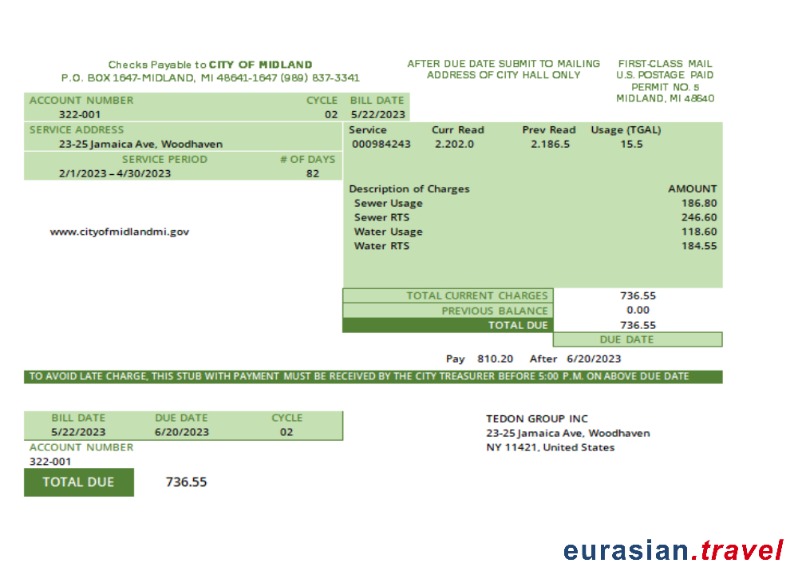 Checks Payable to CITY OF MIDLAND
P.O. BOX 1647-MIDLAND, MI 48641-1647 (989) 837-3341
AFTER DUE DATE SUBMIT TO MAILING
ADDRESS OF CITY HALL ONLY
FIRST-CLASS MAIL
U.S. POSTAGE PAID
PERMIT NO. 5
MIDLAND, MI 48640
ACCOUNT NUMBER CYCLE BILL DATE
322-001 02 5/22/2023
SERVICE ADDRESS
23-25 Jamaica Ave, Woodhaven
SERVICE PERIOD # OF DAYS
2/1/2023 – 4/30/2023 82
Service Curr Read Prev Read Usage (TGAL)
000984243 2.202.0 2.186.5 15.5
Description of Charges AMOUNT
Sewer Usage 186.80
Sewer RTS 246.60
Water Usage 118.60
Water RTS 184.55
www.cityofmidlandmi.gov
TOTAL CURRENT CHARGES 736.55
PREVIOUS BALANCE 0.00
TOTAL DUE 736.55
DUE DATE
Pay 810.20 After 6/20/2023
TO AVOID LATE CHARGE, THIS STUB WITH PAYMENT MUST BE RECEIVED BY THE CITY TREASURER BEFORE 5:00 P.M. ON ABOVE DUE DATE
BILL DATE DUE DATE CYCLE
5/22/2023 6/20/2023 02
ACCOUNT NUMBER
322-001
TOTAL DUE 736.55
TEDON GROUP INC
23-25 Jamaica Ave, Woodhaven
NY 11421, United States
eurasian.travel